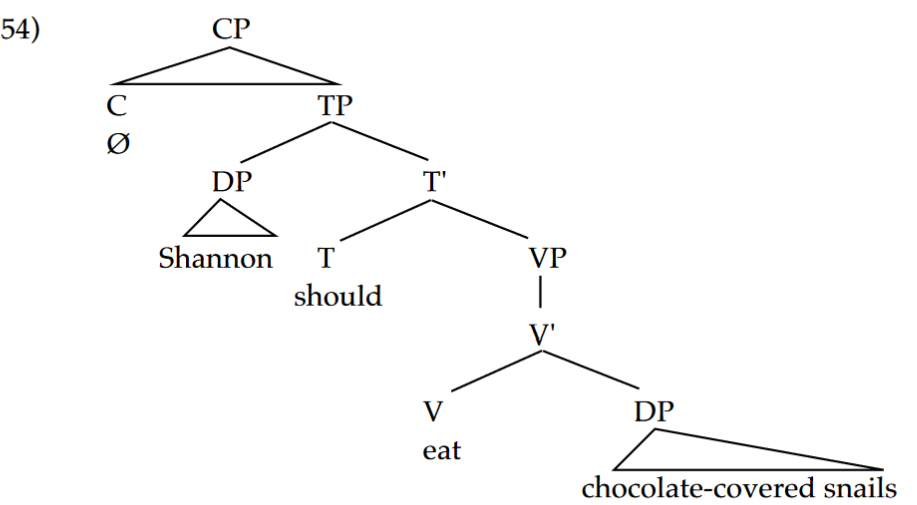 54) CP
C TP
Ø
DP T'
Shannon T VP
should
V'
V DP
eat
chocolate-covered snails